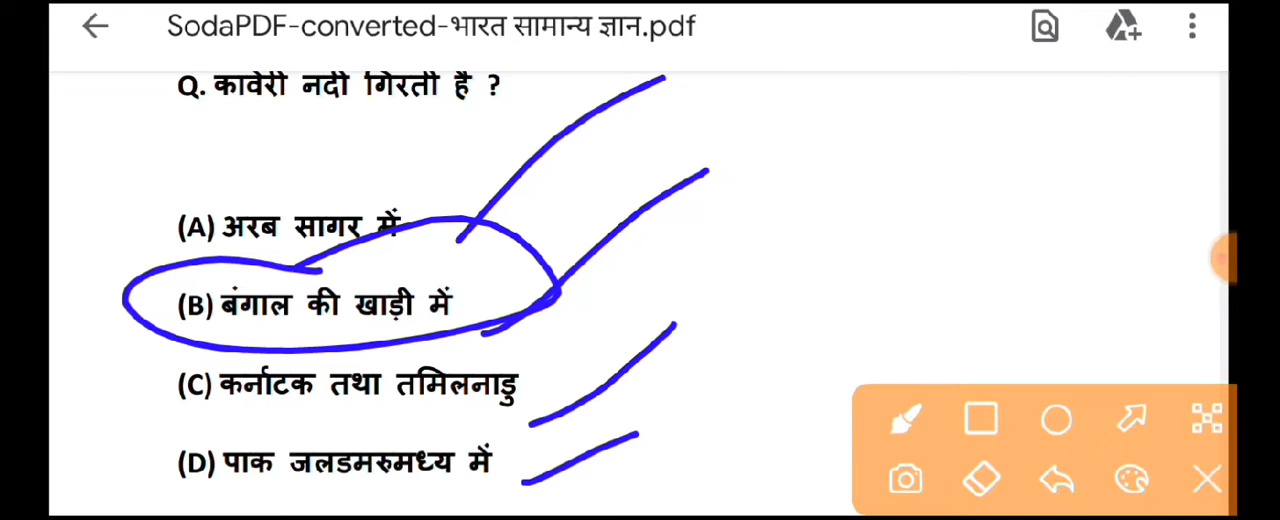 SodaPDF-converted-भारत सामान्य ज्ञान.pdf
Q. कावेरी नदी गिरती है ?
(A) अरब सागर में
(B) बंगाल की खाड़ी में
(C) कर्नाटक तथा तमिलनाडु
(D) पाक जलडमरुमध्य में